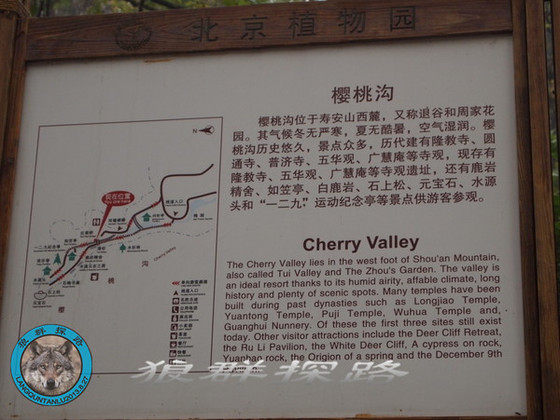 北京植物园
樱桃沟
樱桃沟位于寿安山西麓，又称退谷和周家花
园。其气候冬无严寒，夏无酷暑，空气湿润。樱
桃沟历史悠久，景点众多，历代建有隆教寺、圆
通寺、普济寺、五华观、广慧庵等寺观，现存有
隆教寺、五华观、广慧庵等寺观遗址，还有鹿岩
精舍、如笠亭、白鹿岩、石上松、元宝石、水源
头和“一二九”运动纪念亭等景点供游客参观。
Cherry Valley
The Cherry Valley lies in the west foot of Shou'an Mountain,
also called Tui Valley and The Zhou's Garden. The valley is
an ideal resort thanks to its humid airity, affable climate, long
history and plenty of scenic spots. Many temples have been
built during past dynasties such as Longjiao Temple,
Yuantong Temple, Puji Temple, Wuhua Temple and,
Guanghui Nunnery. Of these the first three sites still exist
today. Other visitor attractions include the Deer Cliff Retreat,
the Ru Li Pavilion, the White Deer Cliff, A cypress on rock,
Yuanbao rock, the Origion of a spring and the December 9th
现在位置
Cherry Valley
樱
桃
沟
狼群探路
狼群探路
LANGQUNTANLU2015.9.27